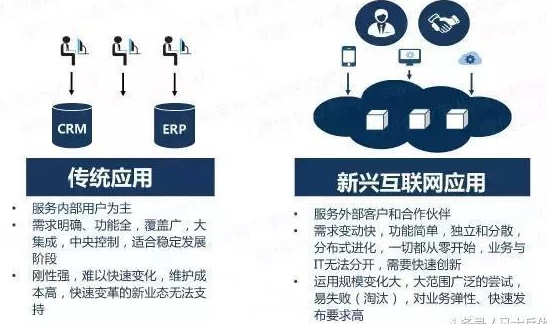 CRM
ERP
传统应用
服务内部用户为主
需求明确、功能全，覆盖广，大
集成，中央控制，适合稳定发展
阶段
刚性强，难以快速变化，维护成
本高，快速变革的新业态无法支
持
新兴互联网应用
服务外部客户和合作伙伴
需求变动快，功能简单，独立和分散，
分布式进化，一切都从零开始，业务与
IT无法分开，需要快速创新
运用规模变化大，大范围广泛的尝试，
易失败（淘汰），对业务弹性、快速发
布要求高